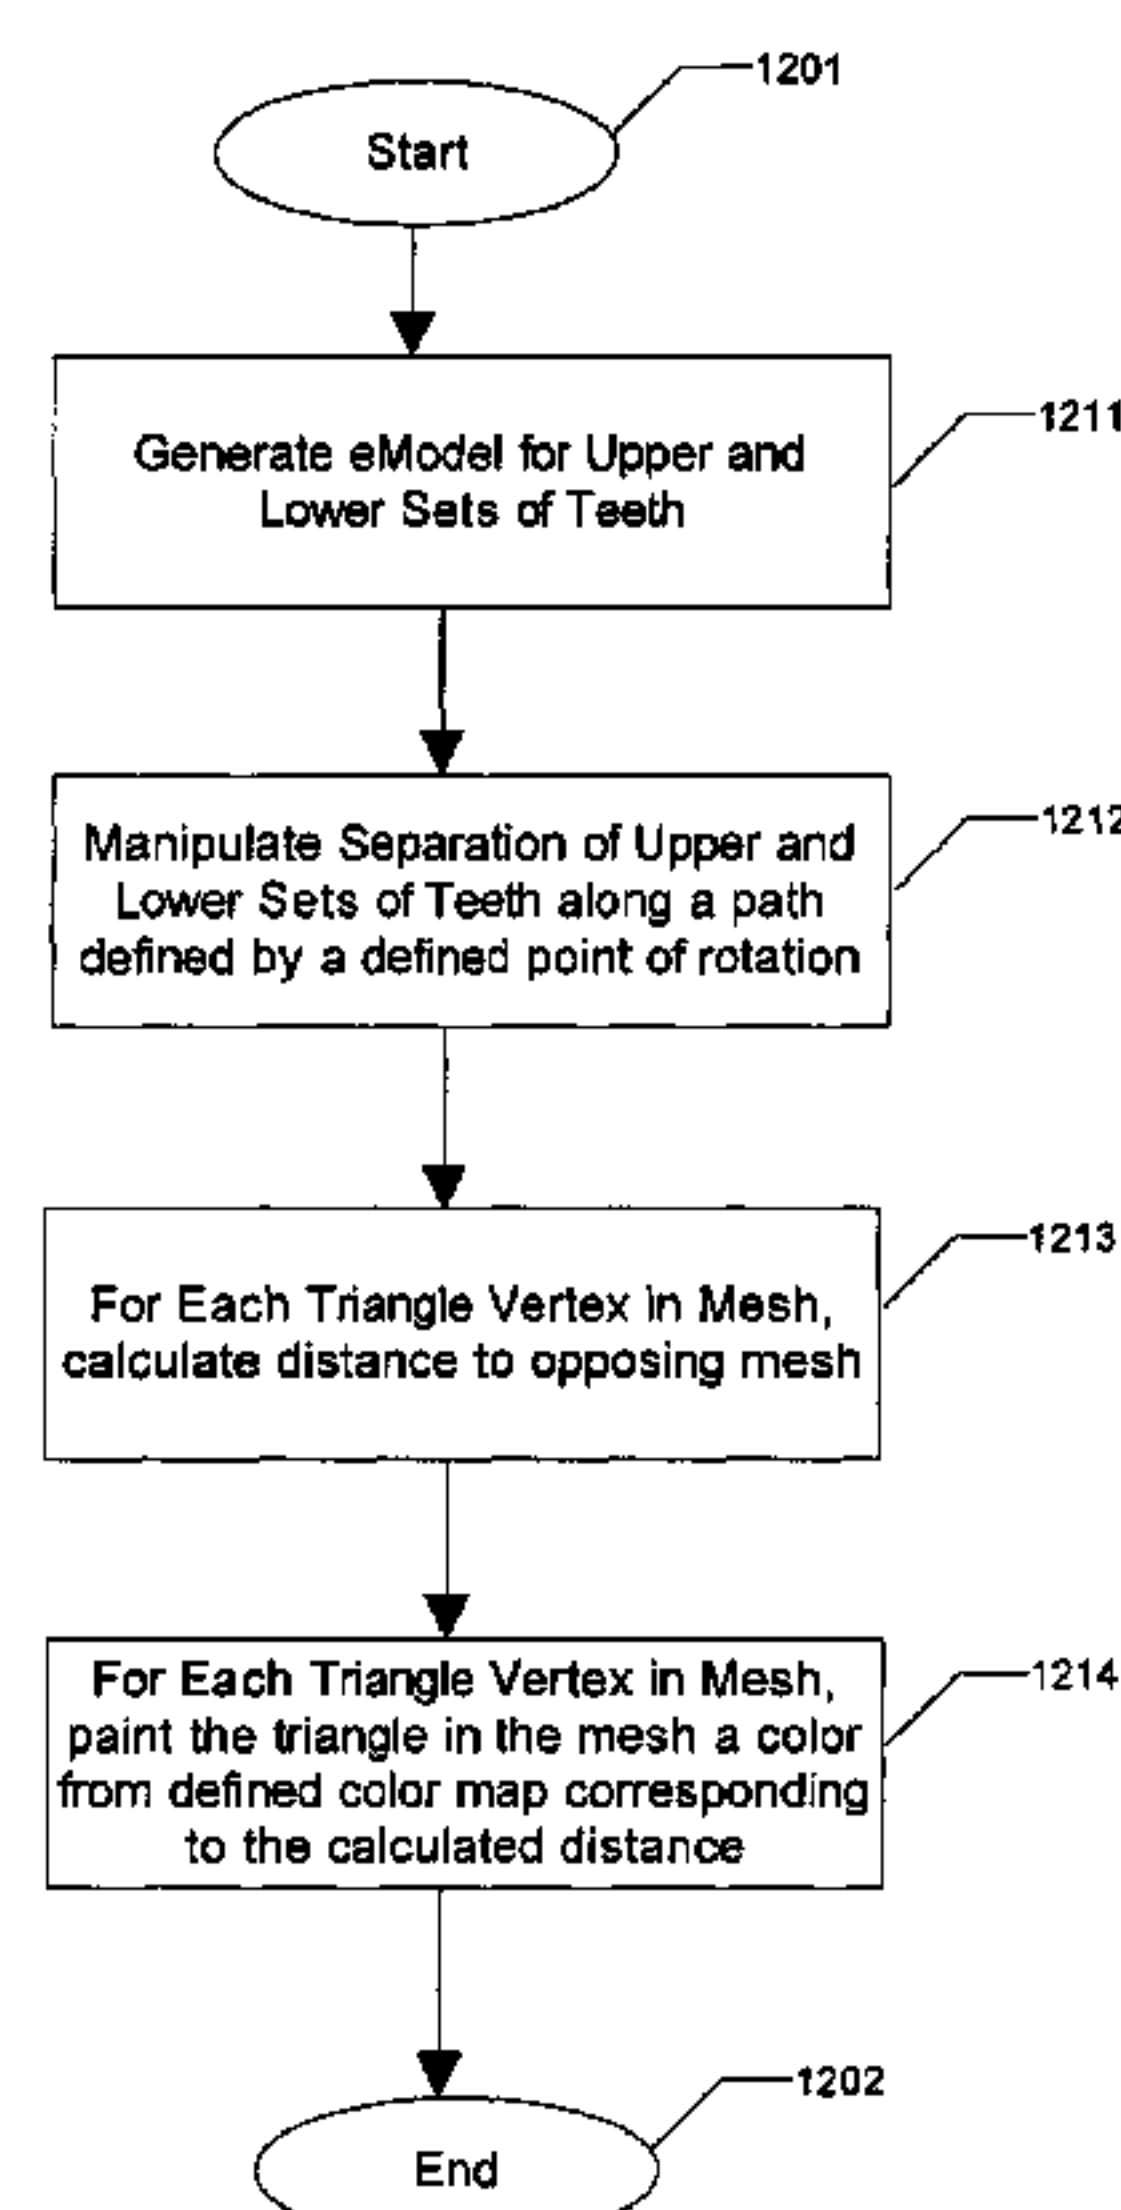 1201
Start
Generate eModel for Upper and
Lower Sets of Teeth
1211
Manipulate Separation of Upper and
Lower Sets of Teeth along a path
defined by a defined point of rotation
1212
For Each Triangle Vertex in Mesh,
calculate distance to opposing mesh
1213
For Each Triangle Vertex in Mesh,
paint the triangle in the mesh a color
from defined color map corresponding
to the calculated distance
1214
1202
End